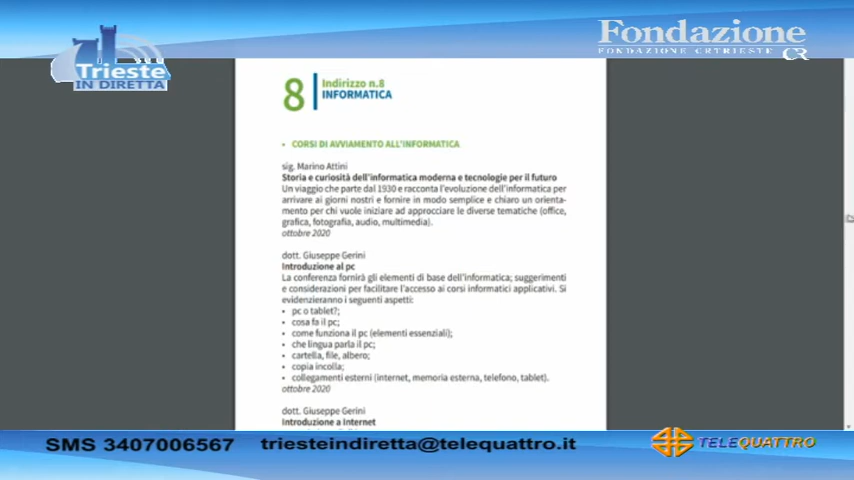 Fondazione
FONDAZIONE CRTRIESTE
CR
Trieste
IN DIRETTA
8
Indirizzo n.8
INFORMATICA
• CORSI DI AVVIAMENTO ALL'INFORMATICA
sig. Marino Attini
Storia e curiosità dell'informatica moderna e tecnologie per il futuro
Un viaggio che parte dal 1930 e racconta l'evoluzione dell'informatica per
arrivare ai giorni nostri e fornire in modo semplice e chiaro un orienta-
mento per chi vuole iniziare ad approcciare le diverse tematiche (office,
grafica, fotografia, audio, multimedia).
ottobre 2020
dott. Giuseppe Gerini
Introduzione al pc
La conferenza fornirà gli elementi di base dell'informatica; suggerimenti
e considerazioni per facilitare l'accesso ai corsi informatici applicativi. Si
evidenzieranno i seguenti aspetti:
• pc o tablet?;
• cosa fa il pc;
• come funziona il pc (elementi essenziali);
• che lingua parla il pc;
• cartella, file, albero;
• copia incolla;
• collegamenti esterni (internet, memoria esterna, telefono, tablet).
ottobre 2020
dott. Giuseppe Gerini
Introduzione a Internet
SMS 3407006567 triesteindiretta@telequattro.it
TELEQUATTRO